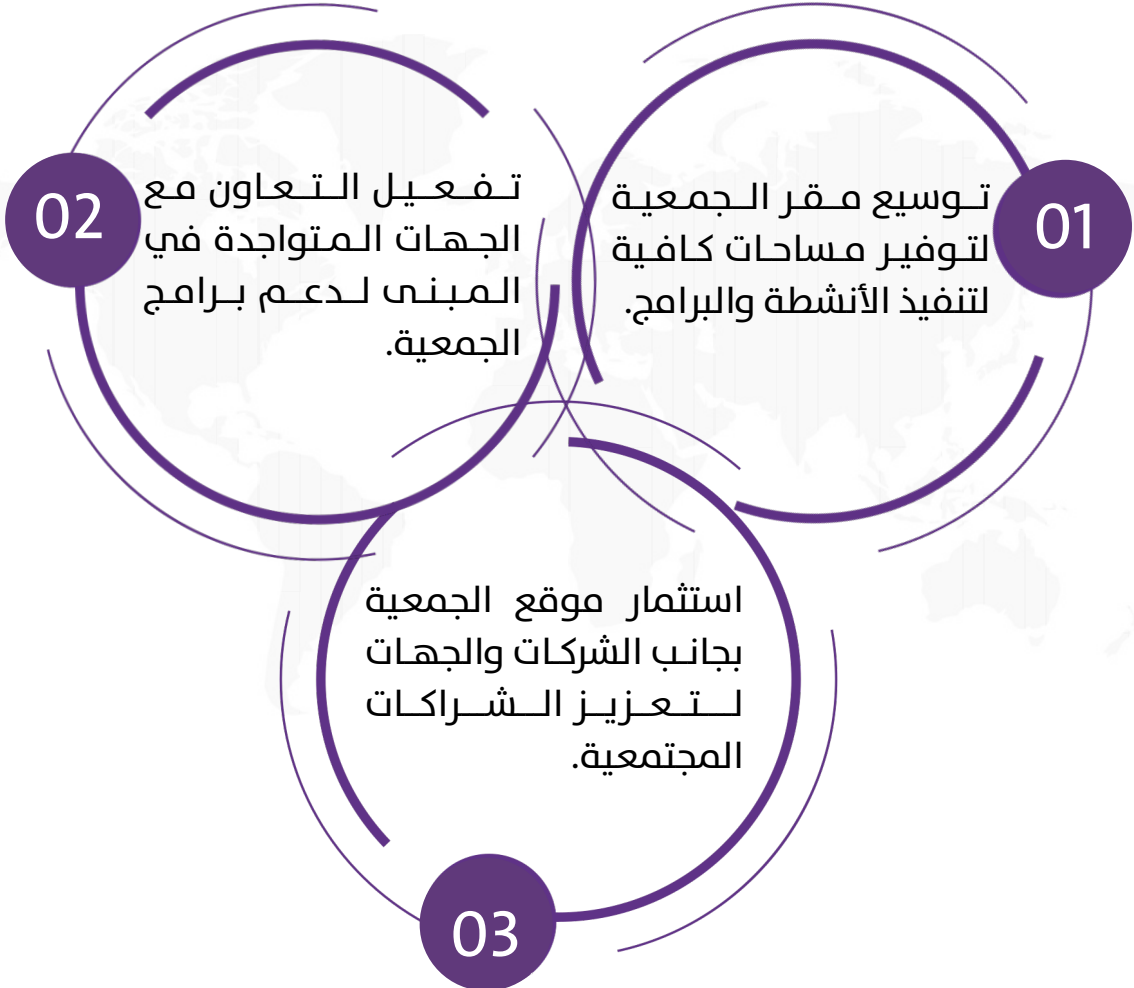 01
توسيع مقر الجمعية
لتوفير مساحات كافية
لتنفيذ الأنشطة والبرامج.
02
تفعيل التعاون مع
الجهات المتواجدة في
المبنى لدعم برامج
الجمعية.
استثمار موقع الجمعية
بجانب الشركات والجهات
لتعزيز الشراكات
المجتمعية.
03